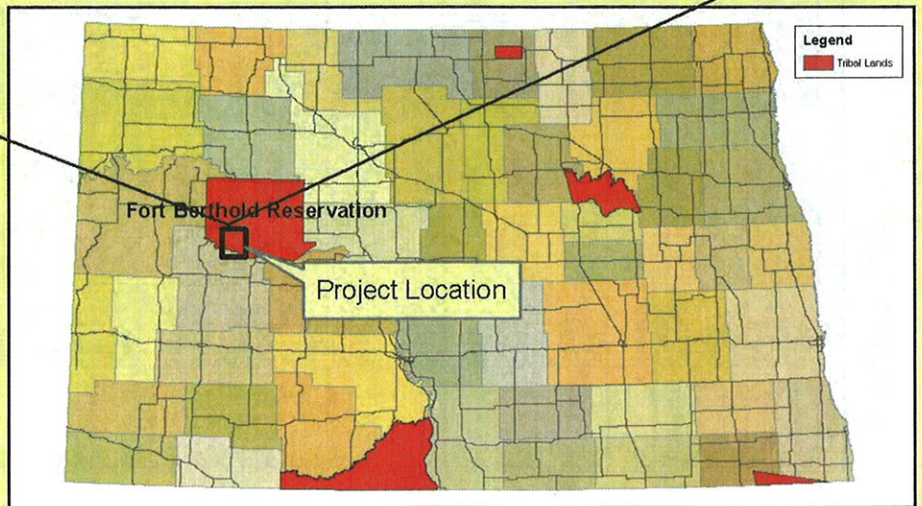 Legend
Tribal Lands
Fort Berthold Reservation
Project Location